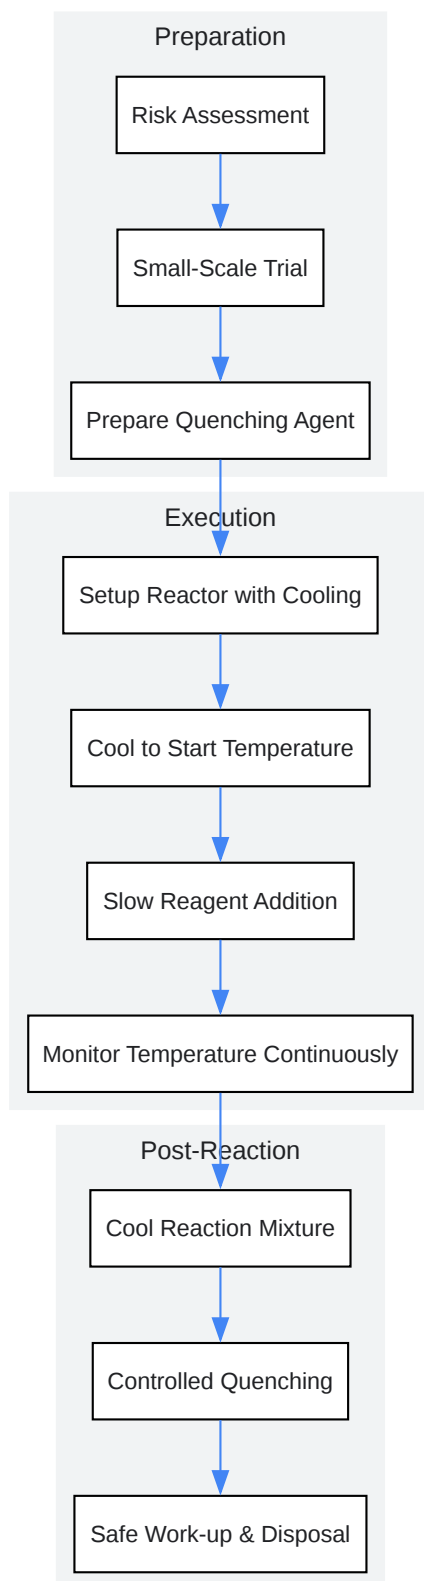 Preparation
Risk Assessment
Small-Scale Trial
Prepare Quenching Agent
Execution
Setup Reactor with Cooling
Cool to Start Temperature
Slow Reagent Addition
Monitor Temperature Continuously
Post-Reaction
Cool Reaction Mixture
Controlled Quenching
Safe Work-up & Disposal